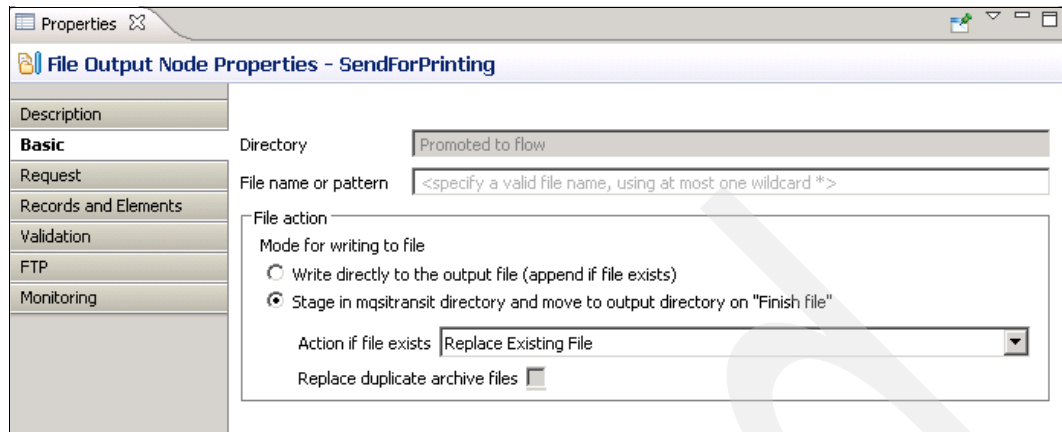 Properties
File Output Node Properties - SendForPrinting
Description
Basic
Request
Records and Elements
Validation
FTP
Monitoring
Directory Promoted to flow
File name or pattern <specify a valid file name, using at most one wildcard *>
File action
Mode for writing to file
Write directly to the output file (append if file exists)
Stage in mqsitransit directory and move to output directory on "Finish file"
Action if file exists Replace Existing File
Replace duplicate archive files